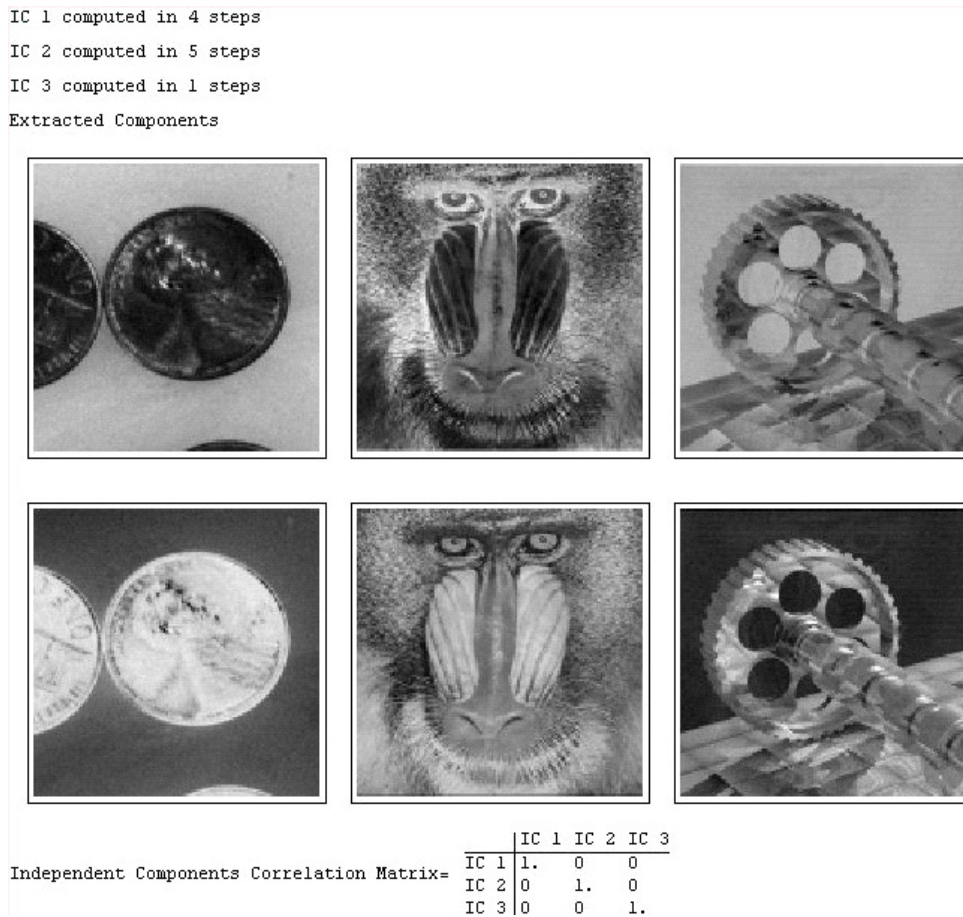 IC 1 computed in 4 steps
IC 2 computed in 5 steps
IC 3 computed in 1 steps
Extracted Components
IC 1 IC 2 IC 3
IC 1 1. 0 0
Independent Components Correlation Matrix= IC 2 0 1. 0
IC 3 0 0 1.